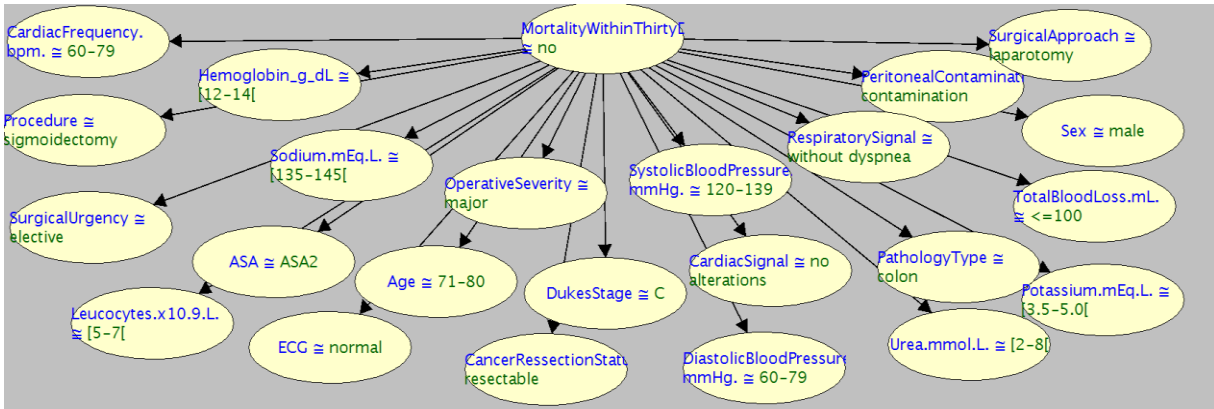 CardiacFrequency.
bpm. ≅ 60-79
MortalityWithinThirtyD
≅ no
SurgicalApproach ≅
laparotomy
Hemoglobin_g_dL ≅
[12-14[
PeritonealContaminati
contamination
Procedure ≅
sigmoidectomy
Sodium.mEq.L. ≅
[135-145[
RespiratorySignal ≅
without dyspnea
Sex ≅ male
OperativeSeverity ≅
major
SystolicBloodPressure.
mmHg. ≅ 120-139
SurgicalUrgency ≅
elective
TotalBloodLoss.mL.
≅ <=100
ASA ≅ ASA2
Age ≅ 71-80
DukesStage ≅ C
CardiacSignal ≅ no
alterations
PathologyType ≅
colon
Potassium.mEq.L. ≅
[3.5-5.0[
Leucocytes.x10.9.L.
≅ [5-7[
ECG ≅ normal
CancerRessectionStatu
resectable
DiastolicBloodPressure
mmHg. ≅ 60-79
Urea.mmol.L. ≅ [2-8[